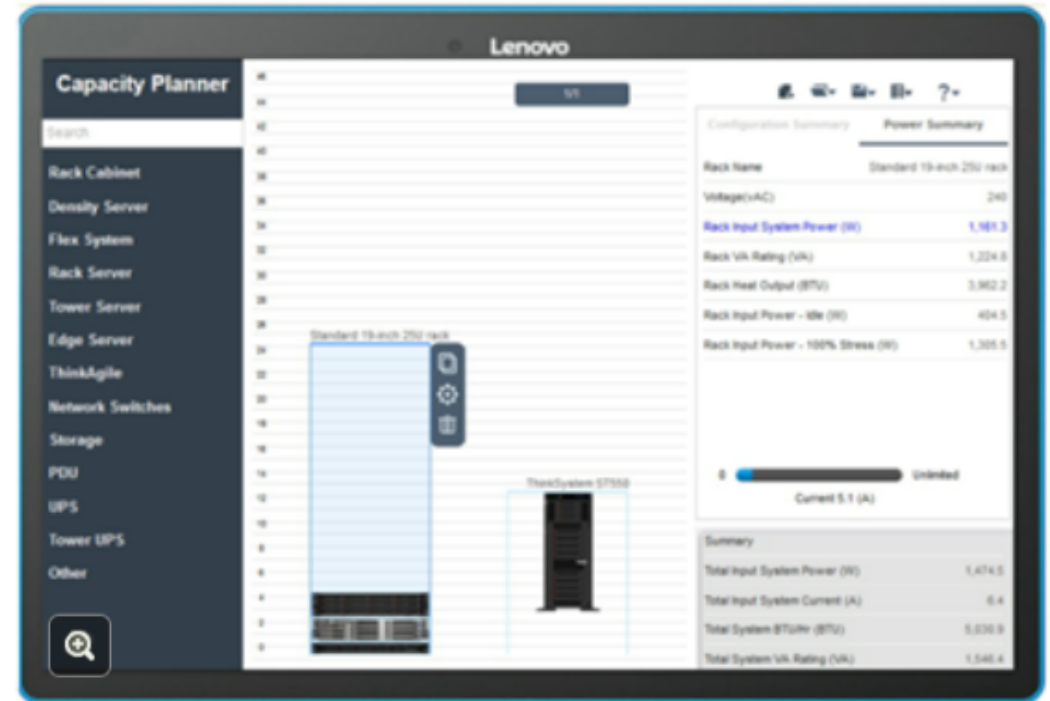 Lenovo
Capacity Planner
Search
Rack Cabinet
Density Server
Flex System
Rack Server
Tower Server
Edge Server
ThinkAgile
Network Switches
Storage
PDU
UPS
Tower UPS
Other
1/1
Standard 19-inch 25U rack
ThinkSystem ST550
?
Configuration Summary Power Summary
Rack Name Standard 19-inch 25U rack
Voltage(vAC) 240
Rack Input System Power (W) 1,161.3
Rack VA Rating (VA) 1,224.8
Rack Heat Output (BTU) 3,962.2
Rack Input Power - Idle (W) 404.5
Rack Input Power - 100% Stress (W) 1,305.5
0 Unlimited
Current 5.1 (A)
Summary
Total Input System Power (W) 1,474.5
Total Input System Current (A) 6.4
Total System BTU/Hr (BTU) 5,030.9
Total System VA Rating (VA) 1,546.4